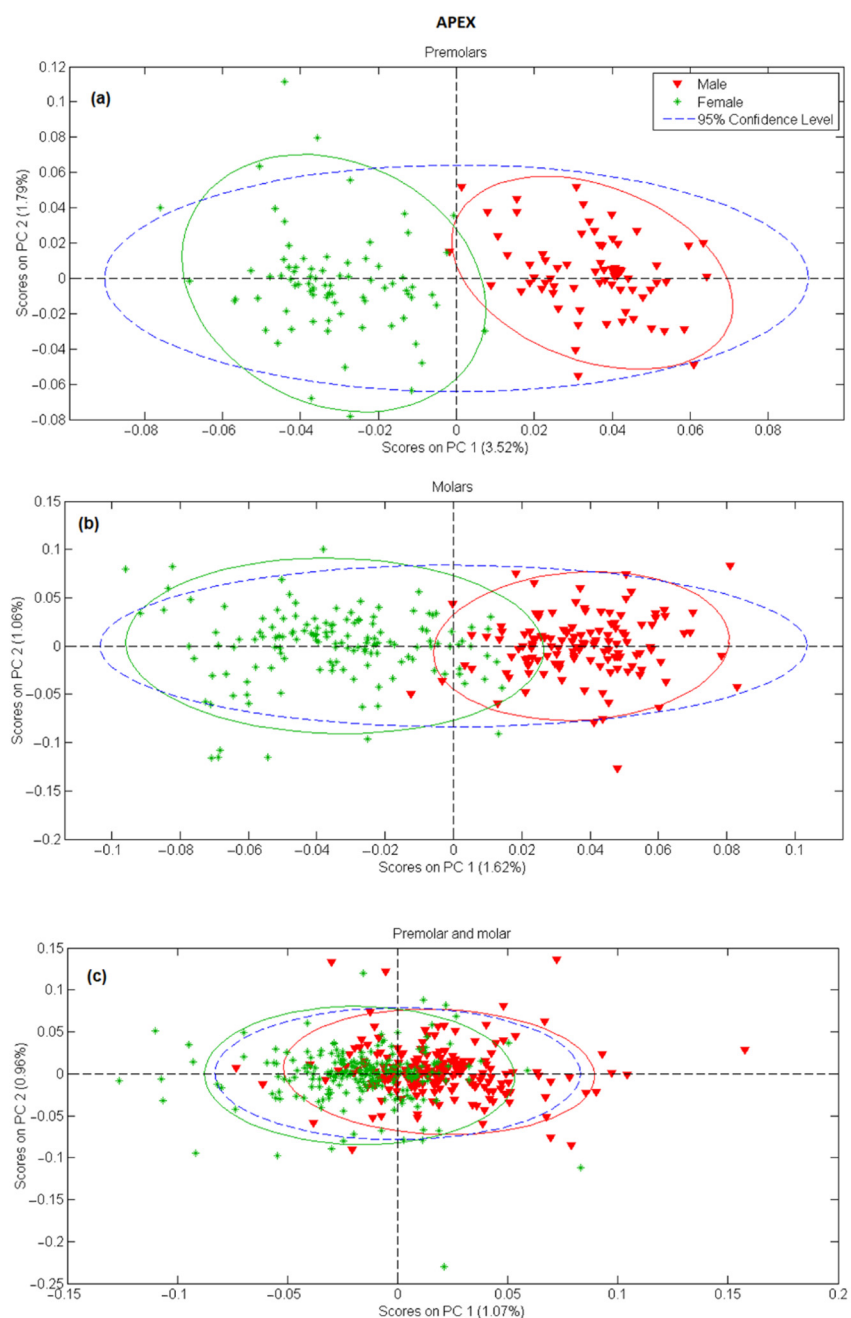 APEX
Premolars
(a)
Male
Female
95% Confidence Level
0.12
0.1
0.08
0.06
0.04
0.02
0
−0.02
−0.04
−0.06
−0.08
Scores on PC 2 (1.79%)
−0.08 −0.06 −0.04 −0.02 0 0.02 0.04 0.06 0.08
Scores on PC 1 (3.52%)
Molars
(b)
0.15
0.1
0.05
0
−0.05
−0.1
−0.15
−0.2
Scores on PC 2 (1.06%)
−0.1 −0.08 −0.06 −0.04 −0.02 0 0.02 0.04 0.06 0.08 0.1
Scores on PC 1 (1.62%)
Premolar and molar
(c)
0.15
0.1
0.05
0
−0.05
−0.1
−0.15
−0.2
−0.25
Scores on PC 2 (0.96%)
−0.15 −0.1 −0.05 0 0.05 0.1 0.15 0.2
Scores on PC 1 (1.07%)